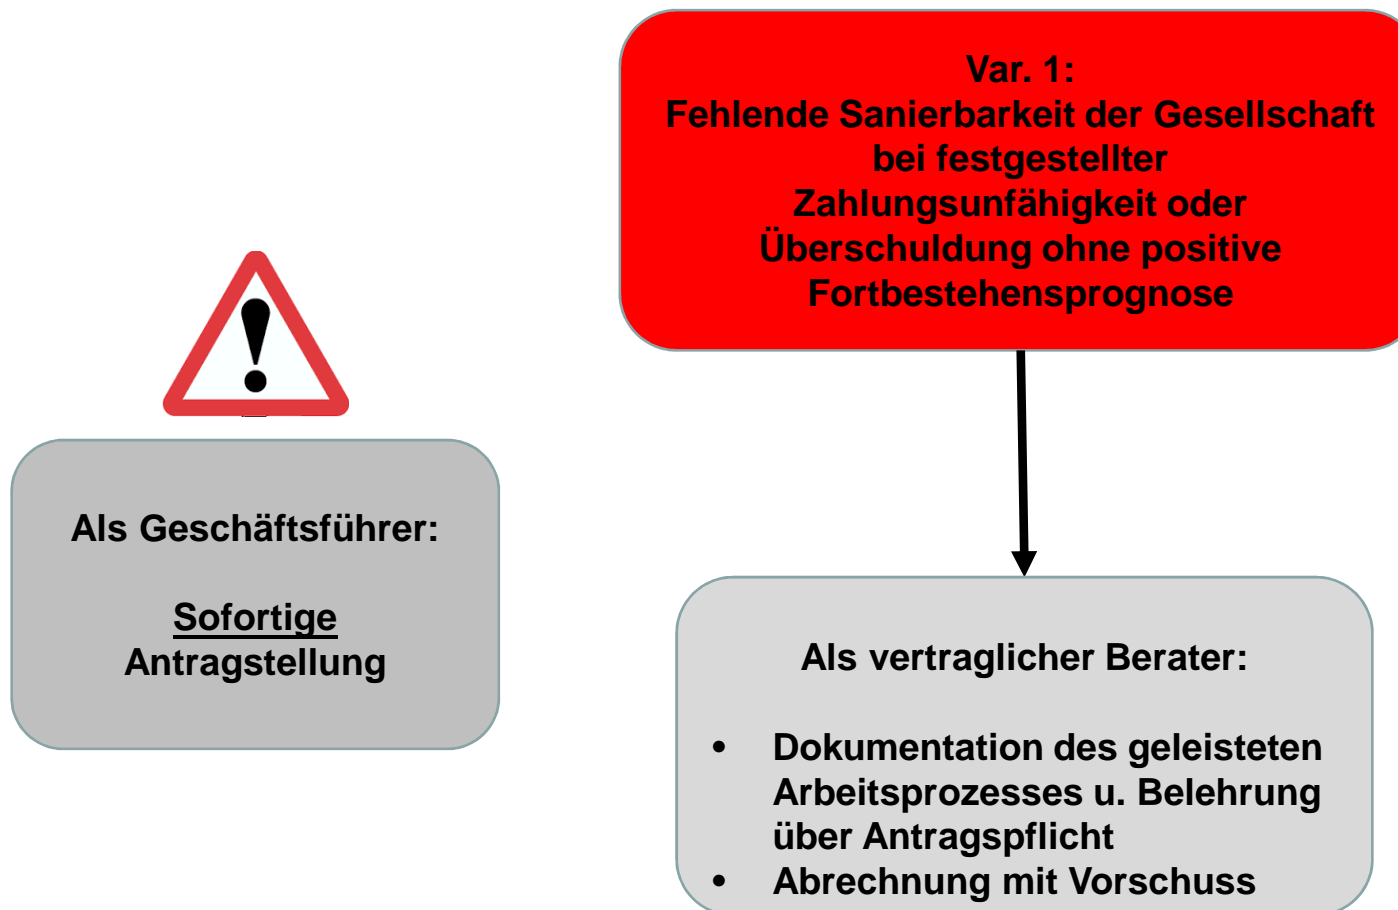 Var. 1:
Fehlende Sanierbarkeit der Gesellschaft
bei festgestellter
Zahlungsunfähigkeit oder
Überschuldung ohne positive
Fortbestehensprognose
!
Als Geschäftsführer:
Sofortige
Antragstellung
Als vertraglicher Berater:
• Dokumentation des geleisteten
Arbeitsprozesses u. Belehrung
über Antragspflicht
• Abrechnung mit Vorschuss